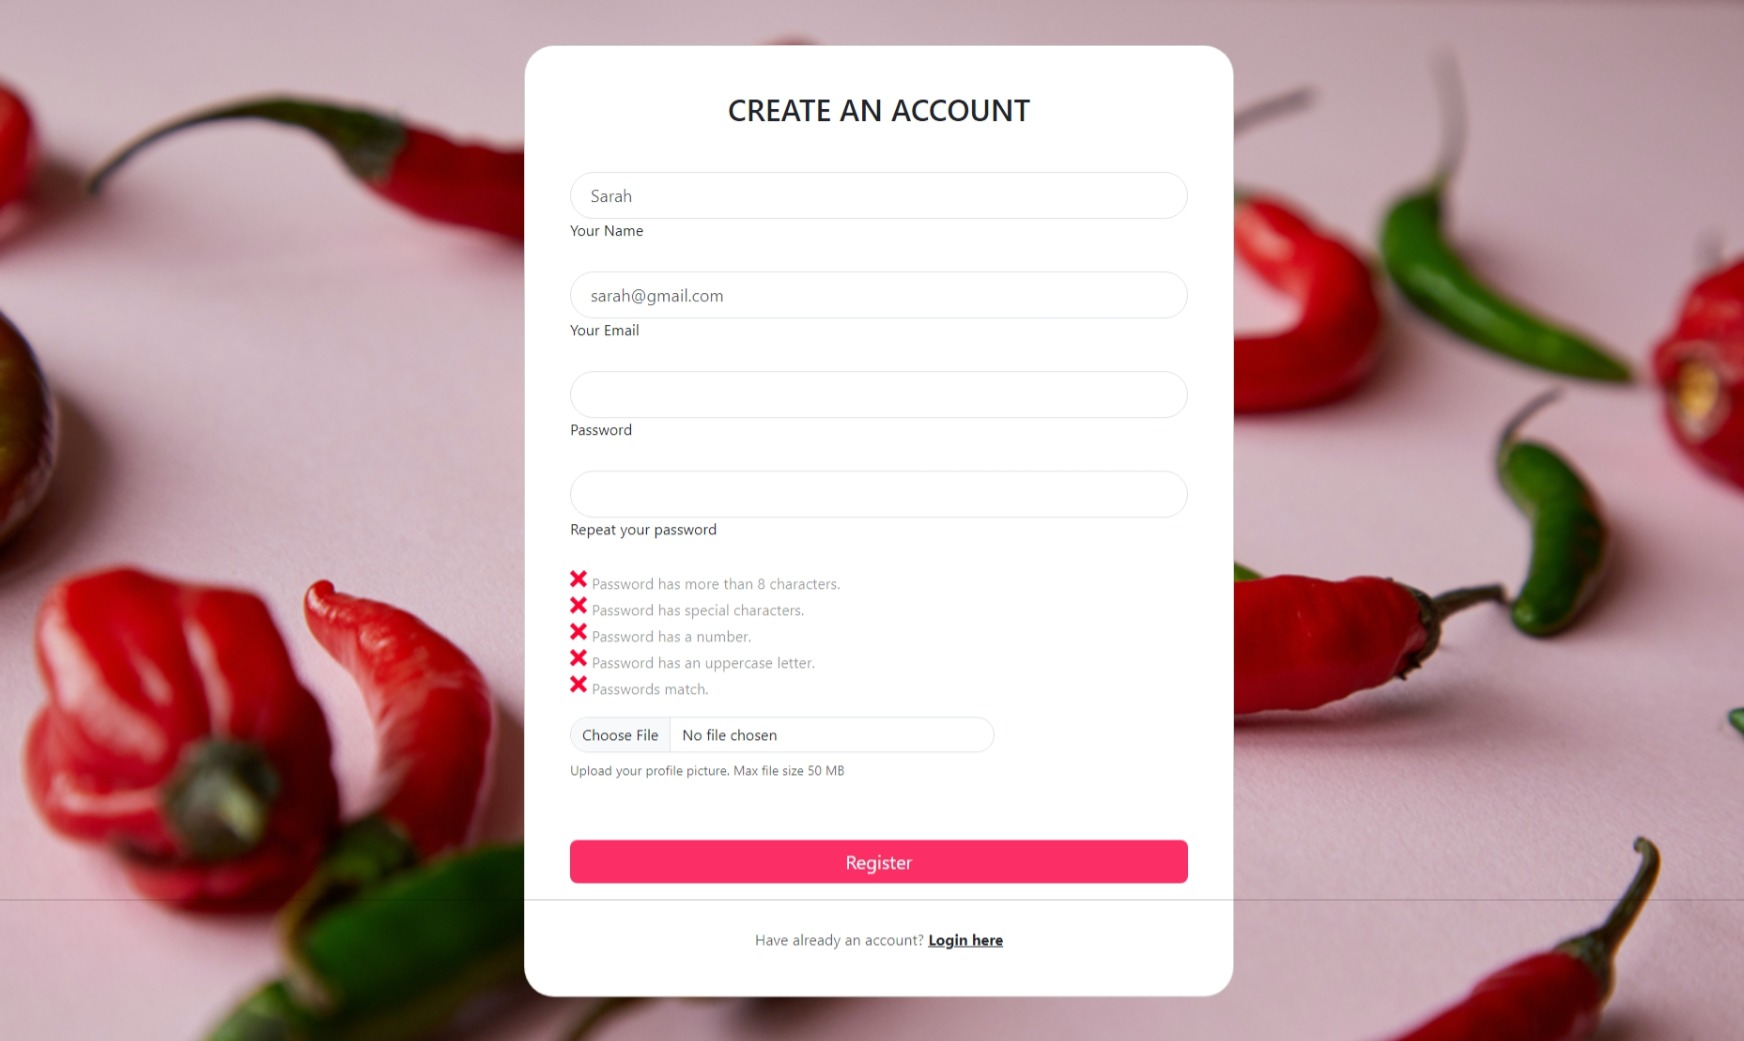 CREATE AN ACCOUNT
Sarah
Your Name
sarah@gmail.com
Your Email
Password
Repeat your password
Password has more than 8 characters.
Password has special characters.
Password has a number.
Password has an uppercase letter.
Passwords match.
Choose File No file chosen
Upload your profile picture. Max file size 50 MB
Register
Have already an account? Login here